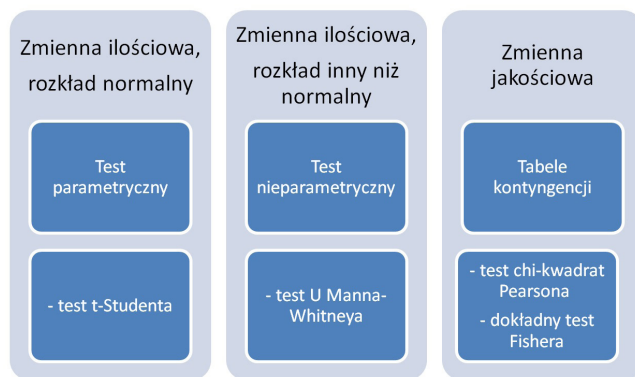 Zmienna ilościowa,
rozkład normalny
Test
parametryczny
- test t-Studenta
Zmienna ilościowa,
rozkład inny niż
normalny
Test
nieparametryczny
- test U Manna-
Whitneya
Zmienna
jakościowa
Tabele
kontyngencji
- test chi-kwadrat
Pearsona
- dokładny test
Fishera